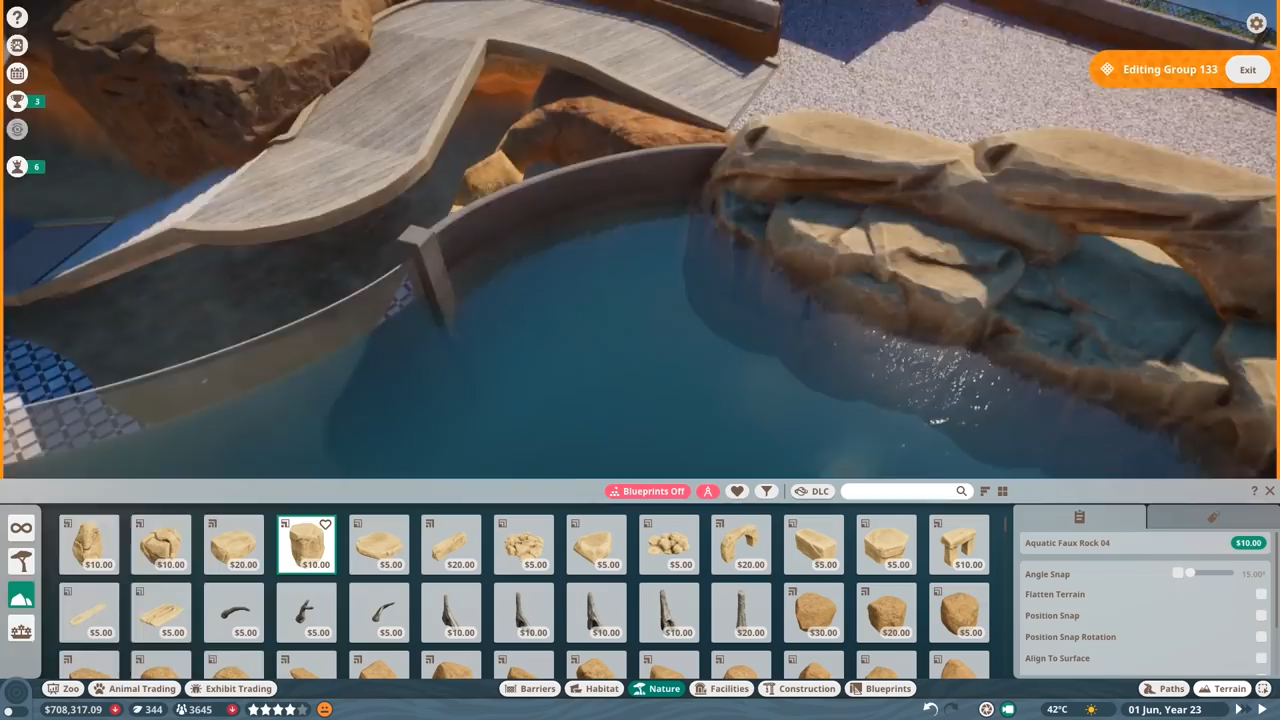 ?
Editing Group 133 Exit
3
6
Blueprints Off DLC ?
$10.00 $10.00 $20.00 $10.00 $5.00 $20.00 $5.00 $5.00 $5.00 $20.00 $5.00 $5.00 $10.00
$5.00 $5.00 $5.00 $5.00 $5.00 $10.00 $10.00 $10.00 $10.00 $20.00 $30.00 $20.00 $5.00
Aquatic Faux Rock 04 $10.00
Angle Snap 15.00°
Flatten Terrain
Position Snap
Position Snap Rotation
Align To Surface
Zoo Animal Trading Exhibit Trading Barriers Habitat Nature Facilities Construction Blueprints Paths Terrain
$708,317.09 344 3645 42°C 01 Jun, Year 23